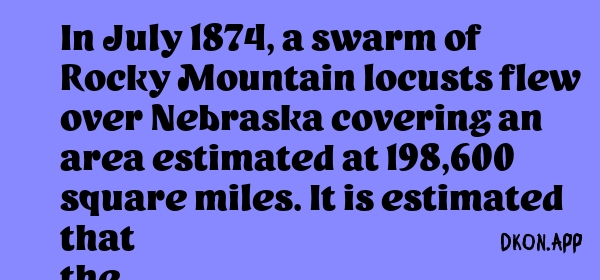 In July 1874, a swarm of
Rocky Mountain locusts flew
over Nebraska covering an
area estimated at 198,600
square miles. It is estimated
that
the
DKON.APP